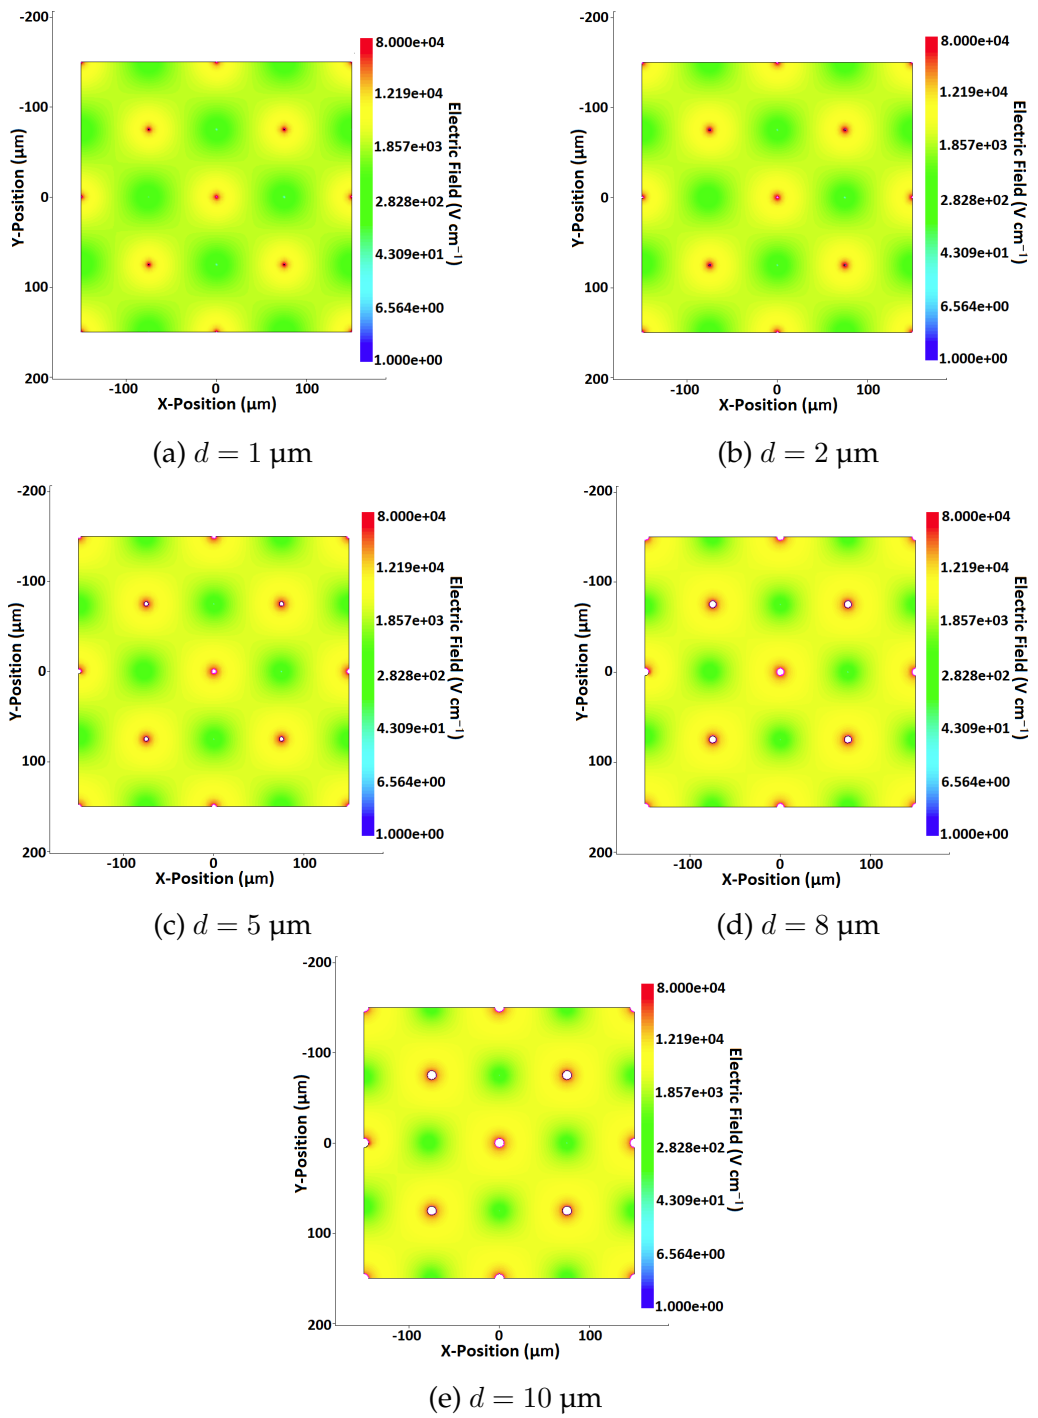 -200
-100
0
100
200
Y-Position (µm)
-100 0 100
X-Position (µm)
8.000e+04
1.219e+04
1.857e+03
2.828e+02
4.309e+01
6.564e+00
1.000e+00
Electric Field (V cm⁻¹)
(a) d = 1 µm
-200
-100
0
100
200
Y-Position (µm)
-100 0 100
X-Position (µm)
8.000e+04
1.219e+04
1.857e+03
2.828e+02
4.309e+01
6.564e+00
1.000e+00
Electric Field (V cm⁻¹)
(b) d = 2 µm
-200
-100
0
100
200
Y-Position (µm)
-100 0 100
X-Position (µm)
8.000e+04
1.219e+04
1.857e+03
2.828e+02
4.309e+01
6.564e+00
1.000e+00
Electric Field (V cm⁻¹)
(c) d = 5 µm
-200
-100
0
100
200
Y-Position (µm)
-100 0 100
X-Position (µm)
8.000e+04
1.219e+04
1.857e+03
2.828e+02
4.309e+01
6.564e+00
1.000e+00
Electric Field (V cm⁻¹)
(d) d = 8 µm
-200
-100
0
100
200
Y-Position (µm)
-100 0 100
X-Position (µm)
8.000e+04
1.219e+04
1.857e+03
2.828e+02
4.309e+01
6.564e+00
1.000e+00
Electric Field (V cm⁻¹)
(e) d = 10 µm